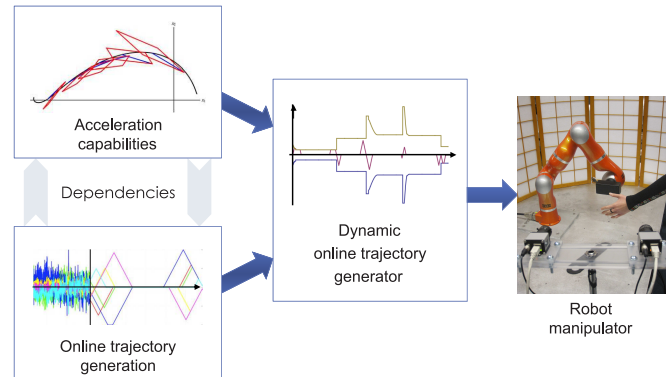 Acceleration
capabilities
Dependencies
Online trajectory
generation
Dynamic
online trajectory
generator
Robot
manipulator